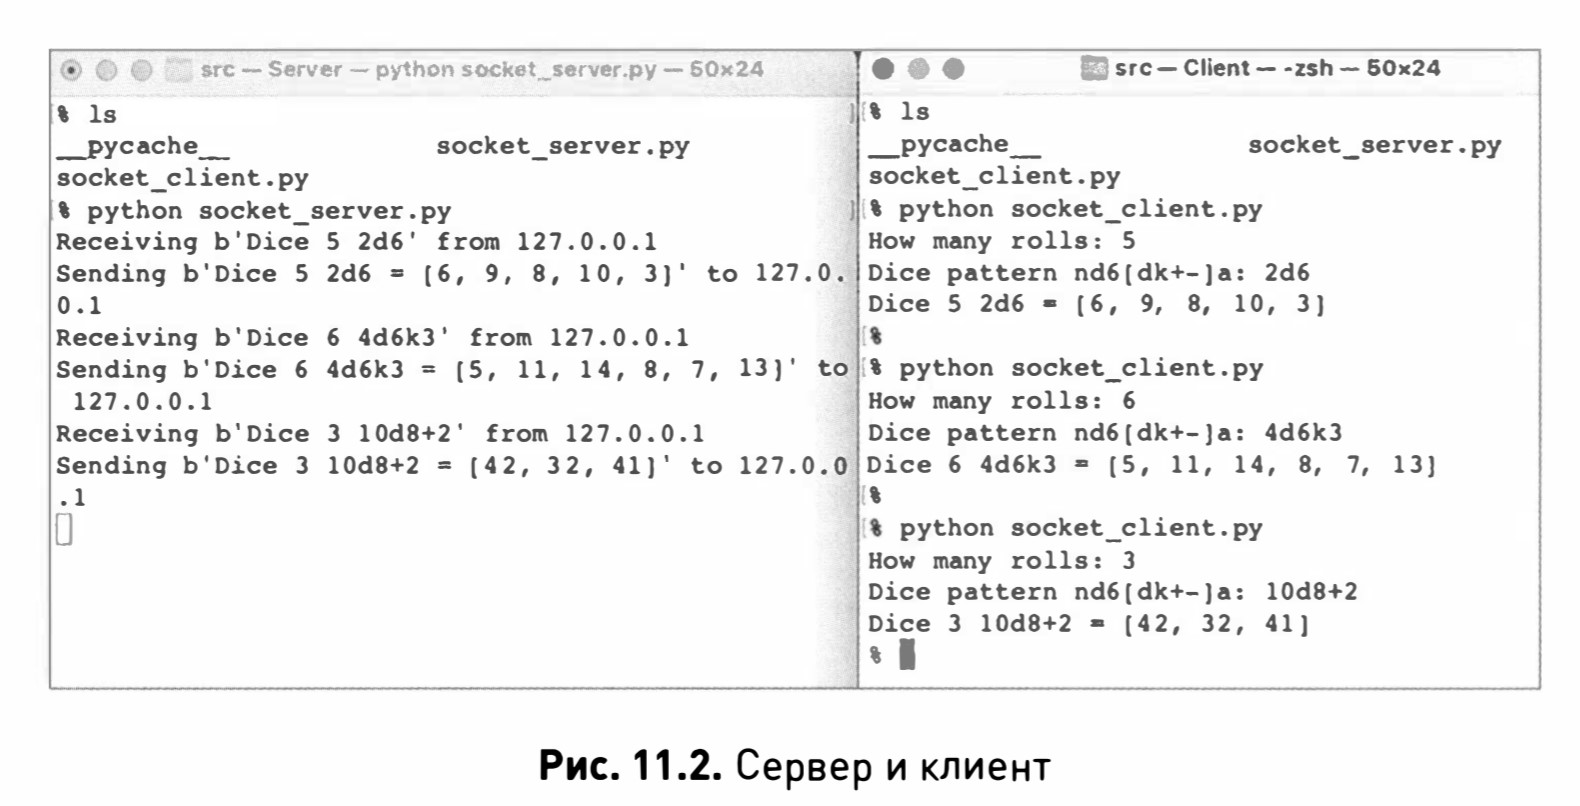 src — Server — python socket_server.py — 50×24
% ls
__pycache__ socket_server.py
socket_client.py
% python socket_server.py
Receiving b'Dice 5 2d6' from 127.0.0.1
Sending b'Dice 5 2d6 = [6, 9, 8, 10, 3]' to 127.0.
0.1
Receiving b'Dice 6 4d6k3' from 127.0.0.1
Sending b'Dice 6 4d6k3 = [5, 11, 14, 8, 7, 13]' to
127.0.0.1
Receiving b'Dice 3 10d8+2' from 127.0.0.1
Sending b'Dice 3 10d8+2 = [42, 32, 41]' to 127.0.0
.1
src — Client — -zsh — 50×24
% ls
__pycache__ socket_server.py
socket_client.py
% python socket_client.py
How many rolls: 5
Dice pattern nd6[dk+-]a: 2d6
Dice 5 2d6 = [6, 9, 8, 10, 3]
%
% python socket_client.py
How many rolls: 6
Dice pattern nd6[dk+-]a: 4d6k3
Dice 6 4d6k3 = [5, 11, 14, 8, 7, 13]
%
% python socket_client.py
How many rolls: 3
Dice pattern nd6[dk+-]a: 10d8+2
Dice 3 10d8+2 = [42, 32, 41]
%
Рис. 11.2. Сервер и клиент